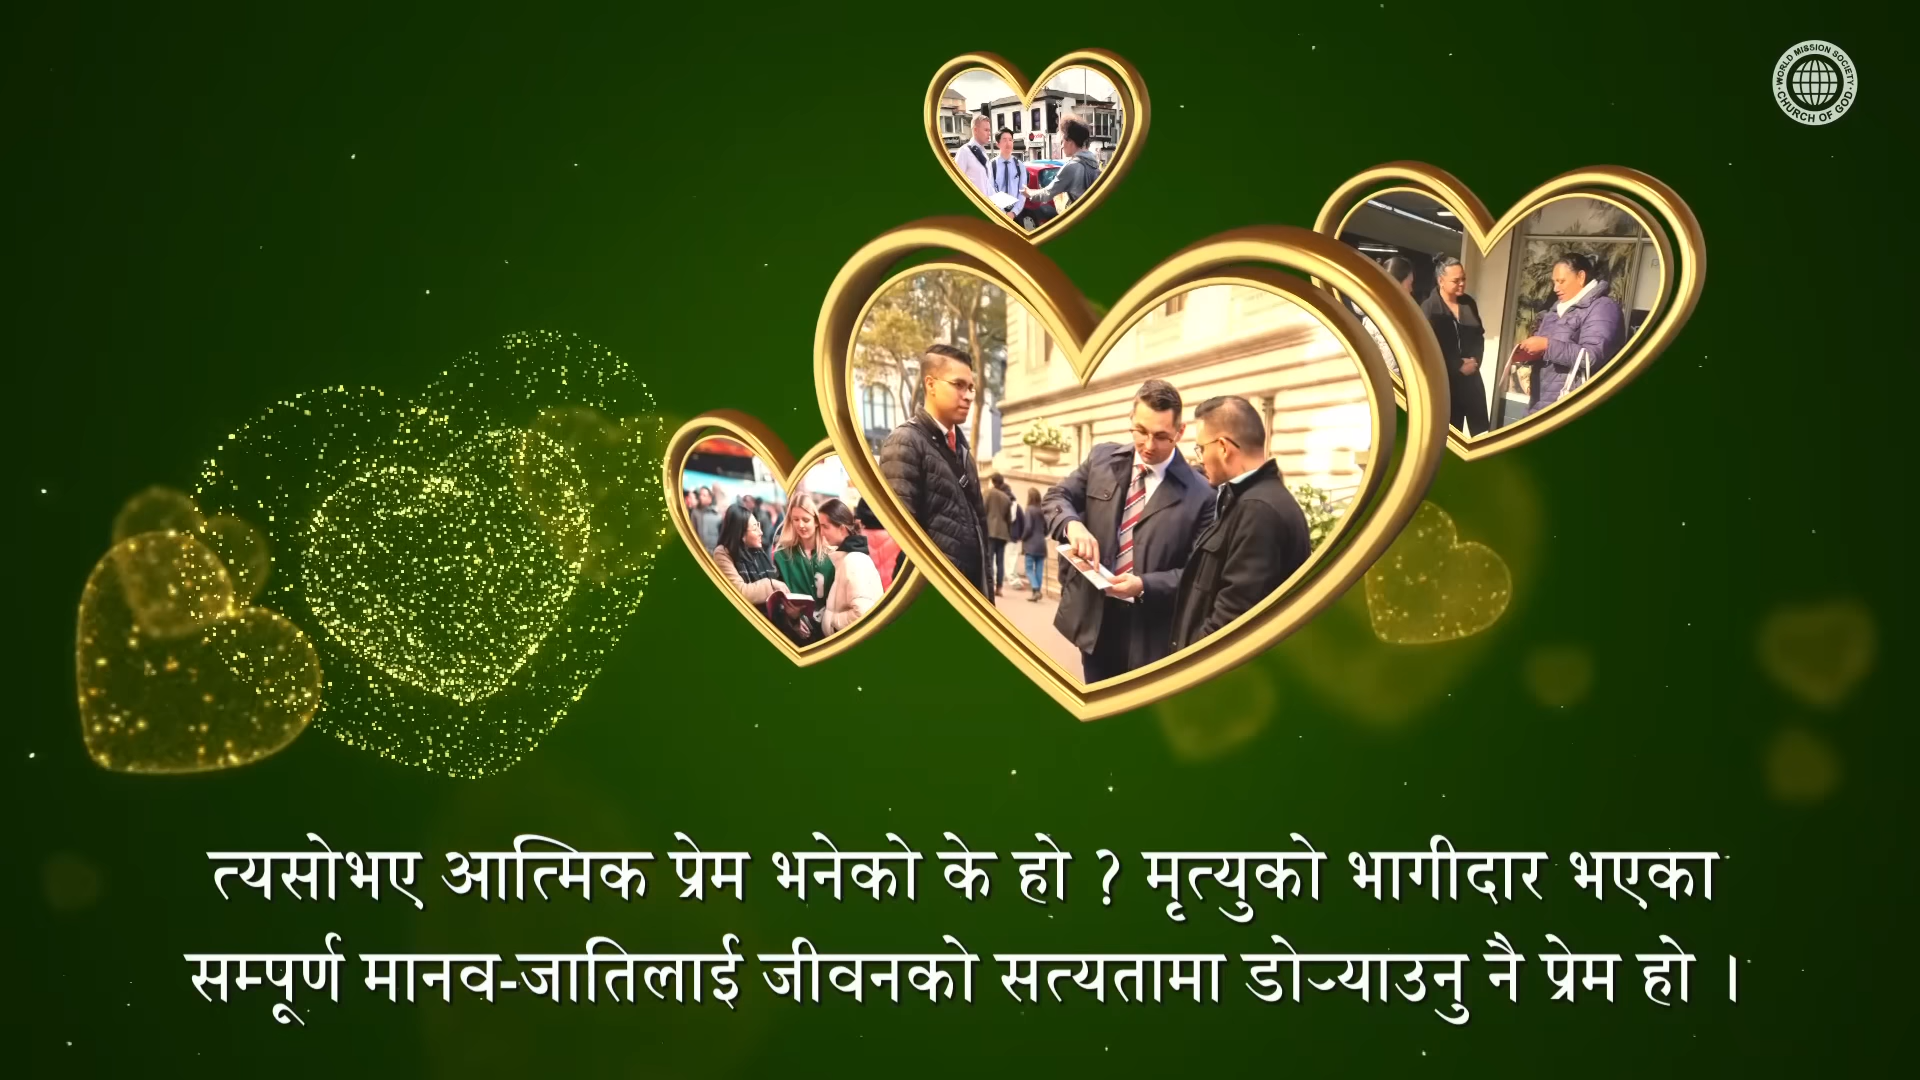 WORLD MISSION SOCIETY
CHURCH OF GOD
त्यसोभए आत्मिक प्रेम भनेको के हो ? मृत्युको भागीदार भएका
सम्पूर्ण मानव-जातिलाई जीवनको सत्यतामा डोऱ्याउनु नै प्रेम हो ।